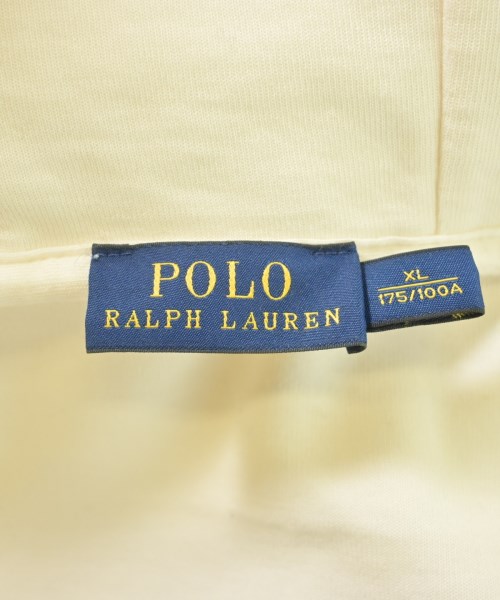 POLO
RALPH LAUREN
XL
175/100A